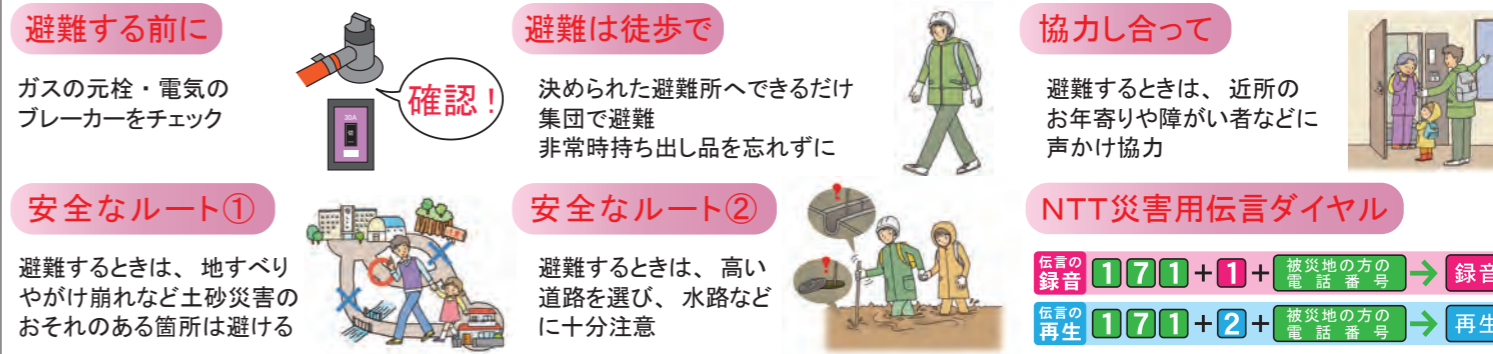 避難する前に
ガスの元栓・電気の
ブレーカーをチェック
30A
確認!
避難は徒歩で
決められた避難所へできるだけ
集団で避難
非常時持ち出し品を忘れずに
協力し合って
避難するときは、近所の
お年寄りや障がい者などに
声かけ協力
安全なルート①
避難するときは、地すべり
やがけ崩れなど土砂災害の
おそれのある箇所は避ける
安全なルート②
避難するときは、高い
道路を選び、水路など
に十分注意
!
!
NTT災害用伝言ダイヤル
伝言の録音 171+1+被災地の方の電話番号→録音
伝言の再生 171+2+被災地の方の電話番号→再生